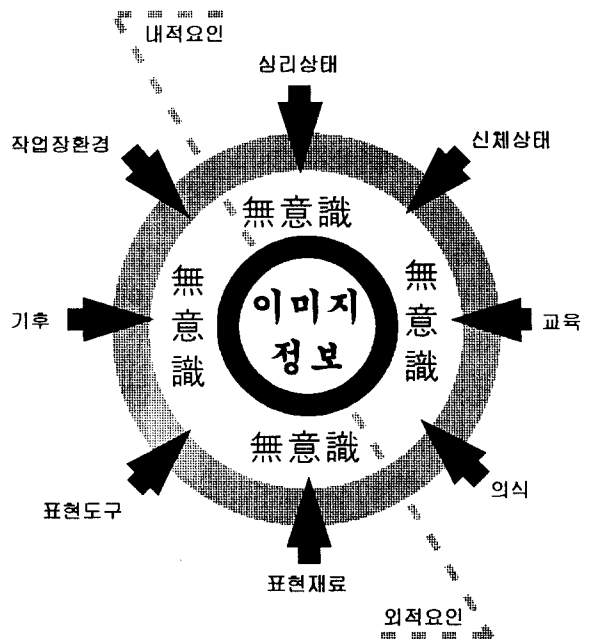 내적요인
심리상태
작업장환경
신체상태
無意識
無意識
이미지
정보
無意識
기후
교육
無意識
표현도구
의식
표현재료
외적요인